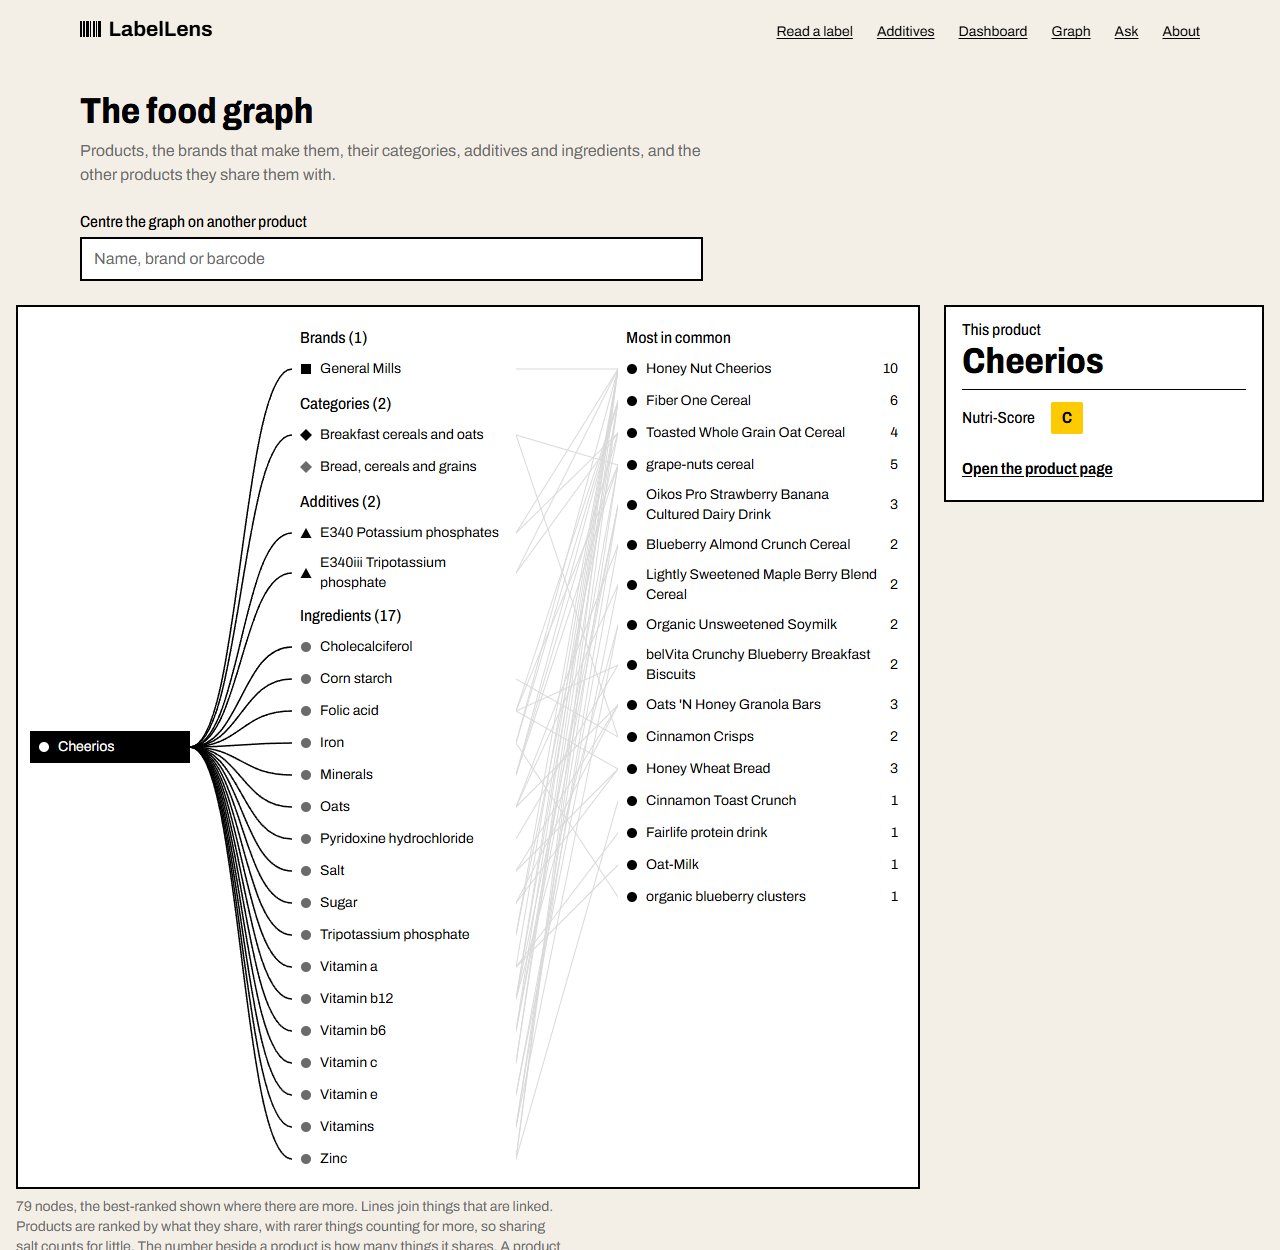 LabelLens
Read a label
Additives
Dashboard
Graph
Ask
About
The food graph
Products, the brands that make them, their categories, additives and ingredients, and the
other products they share them with.
Centre the graph on another product
Name, brand or barcode
Cheerios
Brands (1)
General Mills
Categories (2)
Breakfast cereals and oats
Bread, cereals and grains
Additives (2)
E340 Potassium phosphates
E340iii Tripotassium
phosphate
Ingredients (17)
Cholecalciferol
Corn starch
Folic acid
Iron
Minerals
Oats
Pyridoxine hydrochloride
Salt
Sugar
Tripotassium phosphate
Vitamin a
Vitamin b12
Vitamin b6
Vitamin c
Vitamin e
Vitamins
Zinc
Most in common
Honey Nut Cheerios 10
Fiber One Cereal 6
Toasted Whole Grain Oat Cereal 4
grape-nuts cereal 5
Oikos Pro Strawberry Banana
Cultured Dairy Drink 3
Blueberry Almond Crunch Cereal 2
Lightly Sweetened Maple Berry Blend
Cereal 2
Organic Unsweetened Soymilk 2
belVita Crunchy Blueberry Breakfast
Biscuits 2
Oats 'N Honey Granola Bars 3
Cinnamon Crisps 2
Honey Wheat Bread 3
Cinnamon Toast Crunch 1
Fairlife protein drink 1
Oat-Milk 1
organic blueberry clusters 1
This product
Cheerios
Nutri-Score C
Open the product page
79 nodes, the best-ranked shown where there are more. Lines join things that are linked.
Products are ranked by what they share, with rarer things counting for more, so sharing
salt counts for little. The number beside a product is how many things it shares. A product